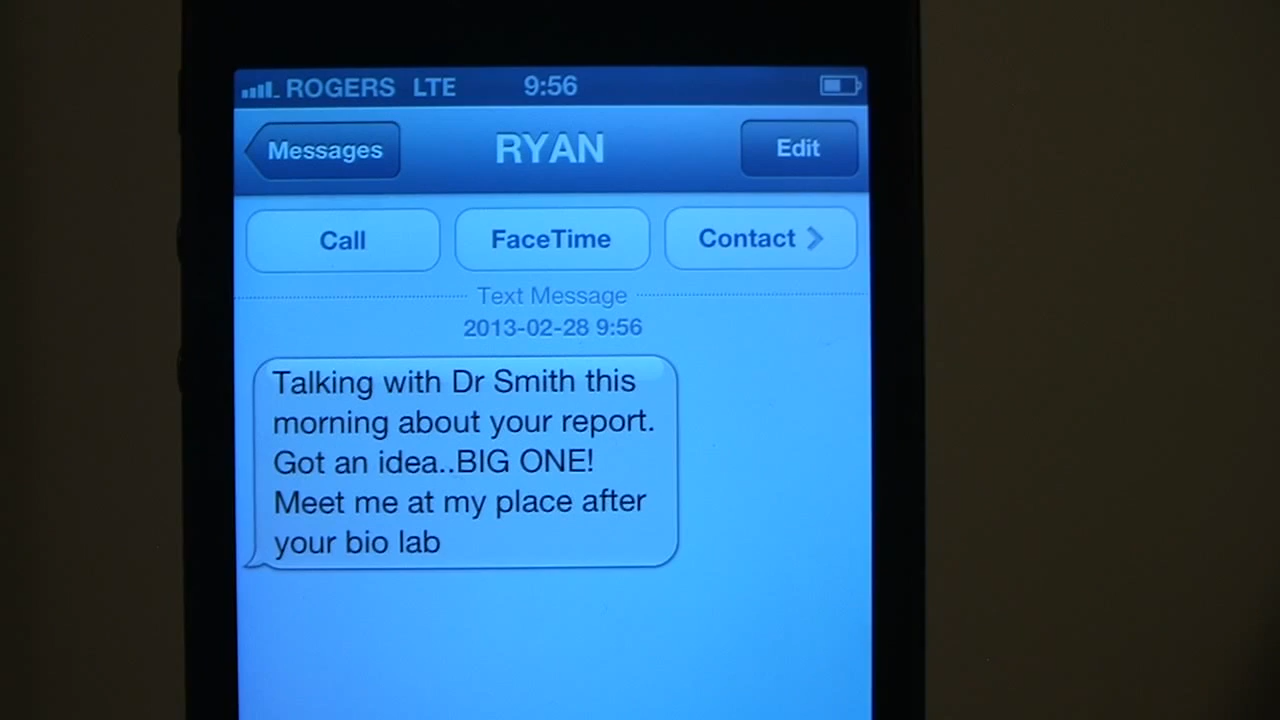 ROGERS LTE 9:56
Messages RYAN Edit
Call FaceTime Contact
Text Message
2013-02-28 9:56
Talking with Dr Smith this
morning about your report.
Got an idea..BIG ONE!
Meet me at my place after
your bio lab